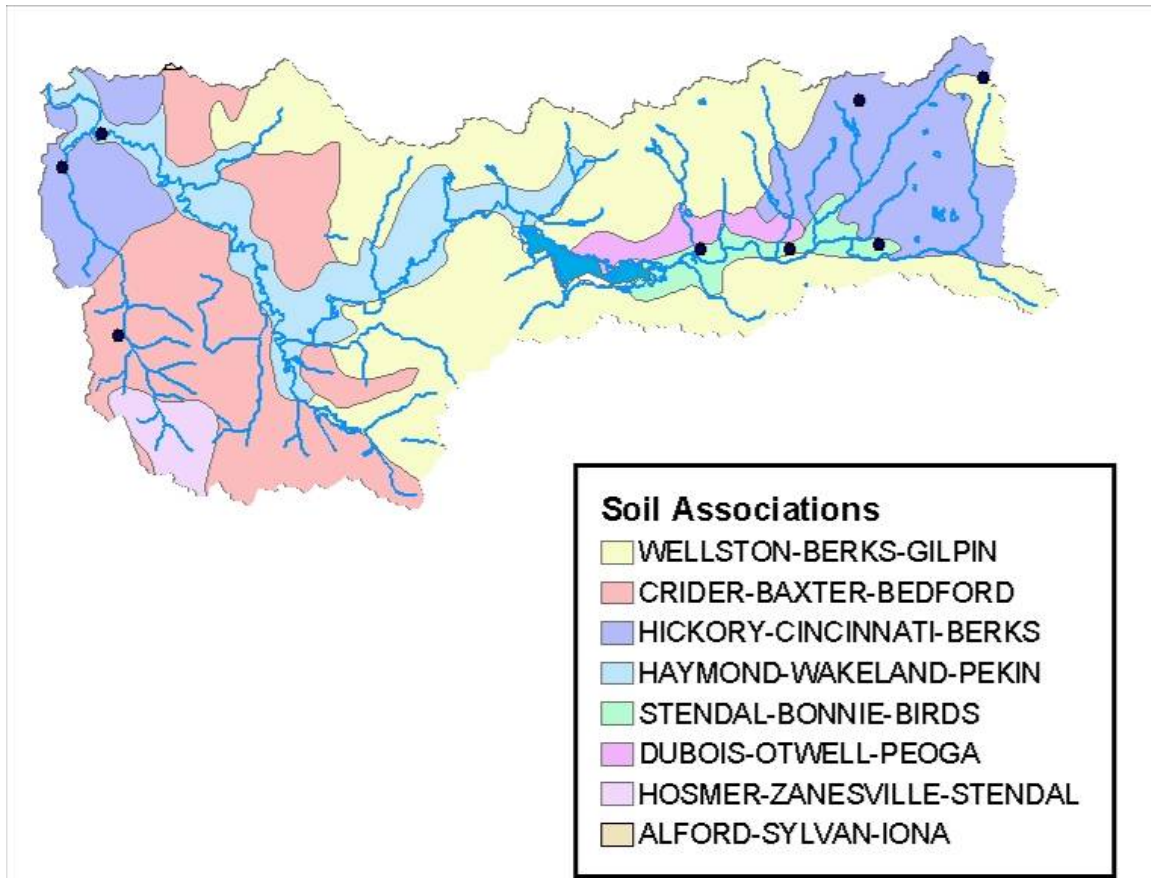 Soil Associations
WELLSTON-BERKS-GILPIN
CRIDER-BAXTER-BEDFORD
HICKORY-CINCINNATI-BERKS
HAYMOND-WAKELAND-PEKIN
STENDAL-BONNIE-BIRDS
DUBOIS-OTWELL-PEOGA
HOSMER-ZANESVILLE-STENDAL
ALFORD-SYLVAN-IONA